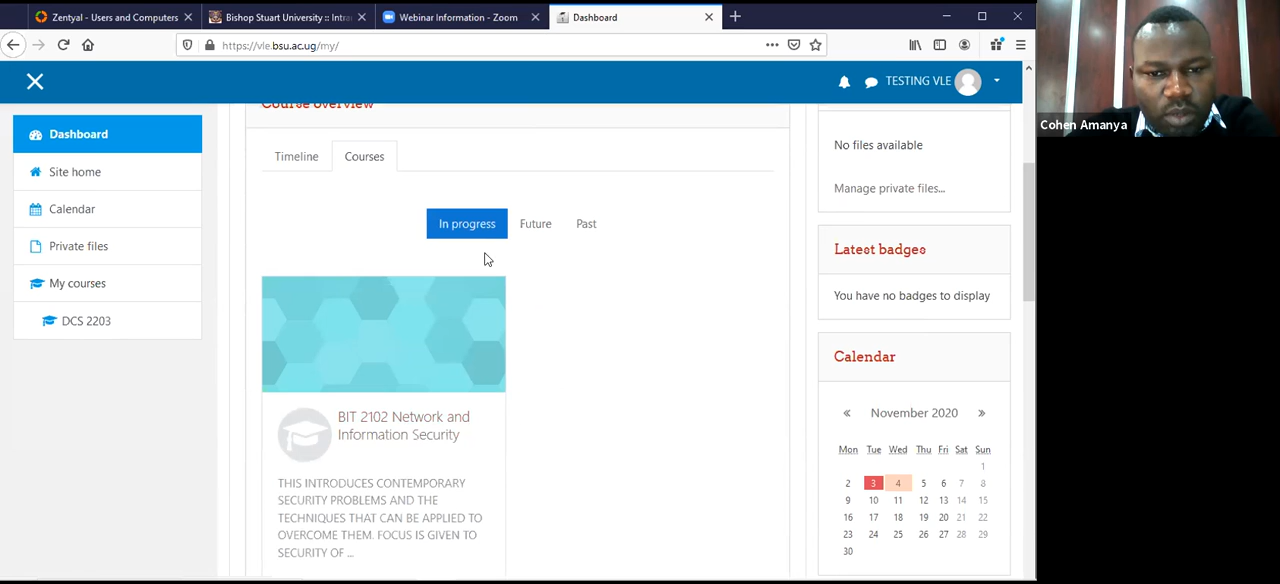 Zentyal - Users and Computers
Bishop Stuart University :: Intra
Webinar Information - Zoom
Dashboard
https://vle.bsu.ac.ug/my/
TESTING VLE
Cohen Amanya
Dashboard
Site home
Calendar
Private files
My courses
DCS 2203
Course overview
Timeline
Courses
In progress
Future
Past
BIT 2102 Network and
Information Security
THIS INTRODUCES CONTEMPORARY
SECURITY PROBLEMS AND THE
TECHNIQUES THAT CAN BE APPLIED TO
OVERCOME THEM. FOCUS IS GIVEN TO
SECURITY OF ...
No files available
Manage private files...
Latest badges
You have no badges to display
Calendar
« November 2020 »
Mon Tue Wed Thu Fri Sat Sun
1
2 3 4 5 6 7 8
9 10 11 12 13 14 15
16 17 18 19 20 21 22
23 24 25 26 27 28 29
30